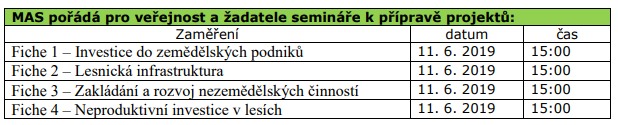 MAS pořádá pro veřejnost a žadatele semináře k přípravě projektů:
Zaměření datum čas
Fiche 1 – Investice do zemědělských podniků 11. 6. 2019 15:00
Fiche 2 – Lesnická infrastruktura 11. 6. 2019 15:00
Fiche 3 – Zakládání a rozvoj nezemědělských činností 11. 6. 2019 15:00
Fiche 4 – Neproduktivní investice v lesích 11. 6. 2019 15:00